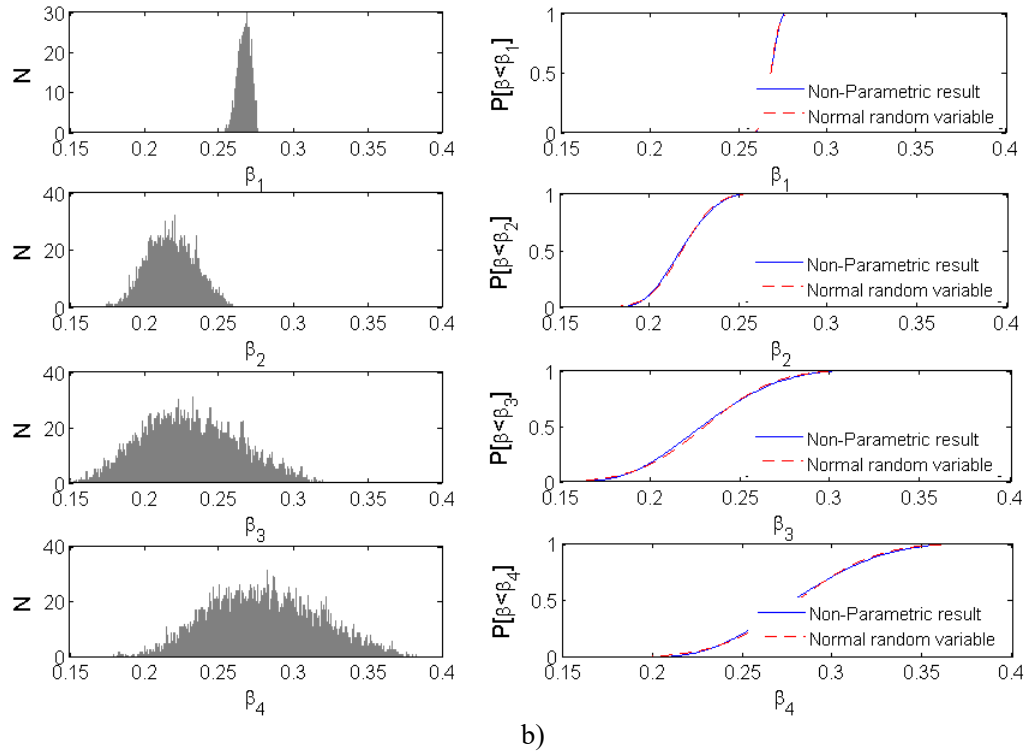 30
20
10
0
N
0.15 0.2 0.25 0.3 0.35 0.4
β1
1
0.5
0
P[β<β1]
Non-Parametric result
Normal random variable
0.15 0.2 0.25 0.3 0.35 0.4
β1
40
20
0
N
0.15 0.2 0.25 0.3 0.35 0.4
β2
1
0.5
0
P[β<β2]
Non-Parametric result
Normal random variable
0.15 0.2 0.25 0.3 0.35 0.4
β2
40
20
0
N
0.15 0.2 0.25 0.3 0.35 0.4
β3
1
0.5
0
P[β<β3]
Non-Parametric result
Normal random variable
0.15 0.2 0.25 0.3 0.35 0.4
β3
40
20
0
N
0.15 0.2 0.25 0.3 0.35 0.4
β4
1
0.5
0
P[β<β4]
Non-Parametric result
Normal random variable
0.15 0.2 0.25 0.3 0.35 0.4
β4
b)